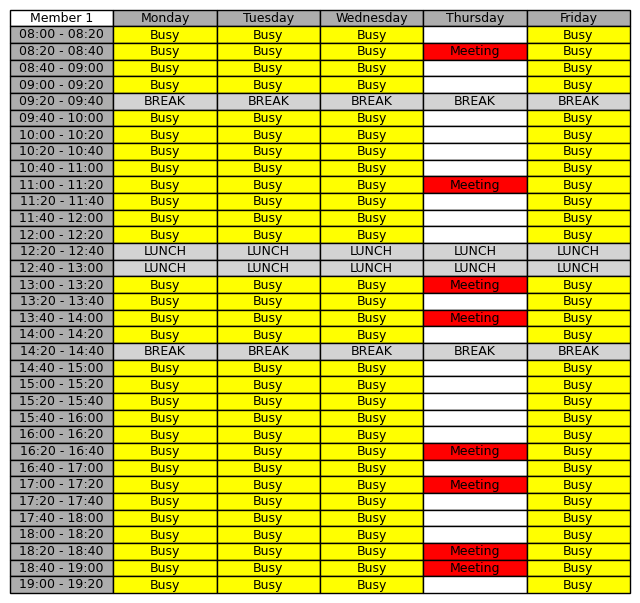 Member 1 Monday Tuesday Wednesday Thursday Friday
08:00 - 08:20 Busy Busy Busy Busy
08:20 - 08:40 Busy Busy Busy Meeting Busy
08:40 - 09:00 Busy Busy Busy Busy
09:00 - 09:20 Busy Busy Busy Busy
09:20 - 09:40 BREAK BREAK BREAK BREAK BREAK
09:40 - 10:00 Busy Busy Busy Busy
10:00 - 10:20 Busy Busy Busy Busy
10:20 - 10:40 Busy Busy Busy Busy
10:40 - 11:00 Busy Busy Busy Busy
11:00 - 11:20 Busy Busy Busy Meeting Busy
11:20 - 11:40 Busy Busy Busy Busy
11:40 - 12:00 Busy Busy Busy Busy
12:00 - 12:20 Busy Busy Busy Busy
12:20 - 12:40 LUNCH LUNCH LUNCH LUNCH LUNCH
12:40 - 13:00 LUNCH LUNCH LUNCH LUNCH LUNCH
13:00 - 13:20 Busy Busy Busy Meeting Busy
13:20 - 13:40 Busy Busy Busy Busy
13:40 - 14:00 Busy Busy Busy Meeting Busy
14:00 - 14:20 Busy Busy Busy Busy
14:20 - 14:40 BREAK BREAK BREAK BREAK BREAK
14:40 - 15:00 Busy Busy Busy Busy
15:00 - 15:20 Busy Busy Busy Busy
15:20 - 15:40 Busy Busy Busy Busy
15:40 - 16:00 Busy Busy Busy Busy
16:00 - 16:20 Busy Busy Busy Busy
16:20 - 16:40 Busy Busy Busy Meeting Busy
16:40 - 17:00 Busy Busy Busy Busy
17:00 - 17:20 Busy Busy Busy Meeting Busy
17:20 - 17:40 Busy Busy Busy Busy
17:40 - 18:00 Busy Busy Busy Busy
18:00 - 18:20 Busy Busy Busy Busy
18:20 - 18:40 Busy Busy Busy Meeting Busy
18:40 - 19:00 Busy Busy Busy Meeting Busy
19:00 - 19:20 Busy Busy Busy Busy